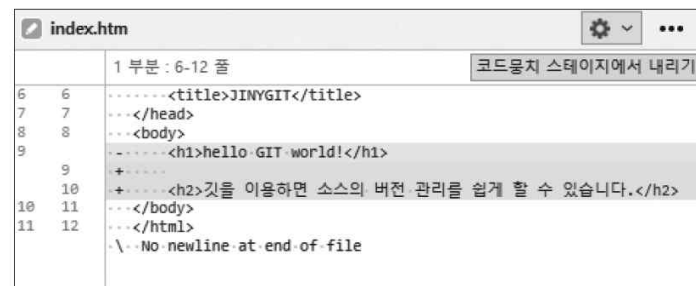 index.htm
1 부분 : 6-12 줄 코드뭉치 스테이지에서 내리기
6 6 <title>JINYGIT</title>
7 7 </head>
8 8 <body>
9 - <h1>hello GIT world!</h1>
9 +
10 + <h2>깃을 이용하면 소스의 버전 관리를 쉽게 할 수 있습니다.</h2>
10 11 </body>
11 12 </html>
\ No newline at end of file